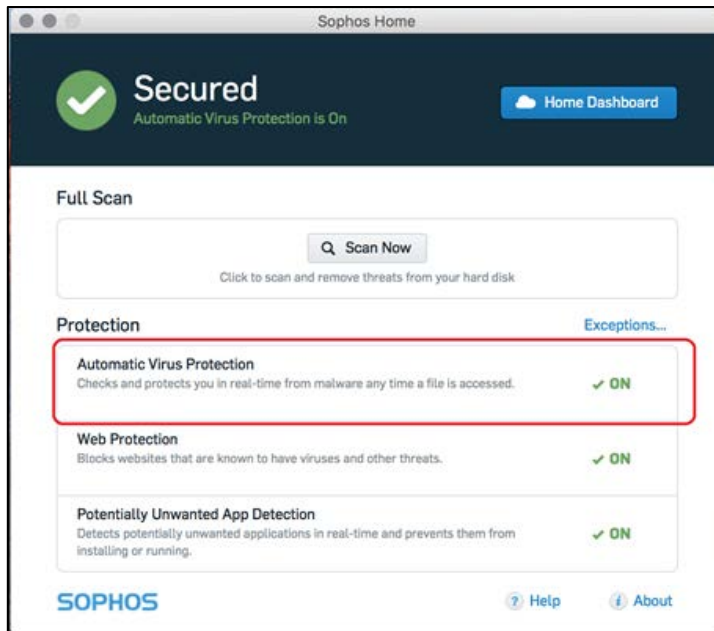 Sophos Home
Secured
Automatic Virus Protection is On
Home Dashboard
Full Scan
Scan Now
Click to scan and remove threats from your hard disk
Protection
Exceptions...
Automatic Virus Protection
Checks and protects you in real-time from malware any time a file is accessed.
ON
Web Protection
Blocks websites that are known to have viruses and other threats.
ON
Potentially Unwanted App Detection
Detects potentially unwanted applications in real-time and prevents them from
installing or running.
ON
SOPHOS
? Help
i About